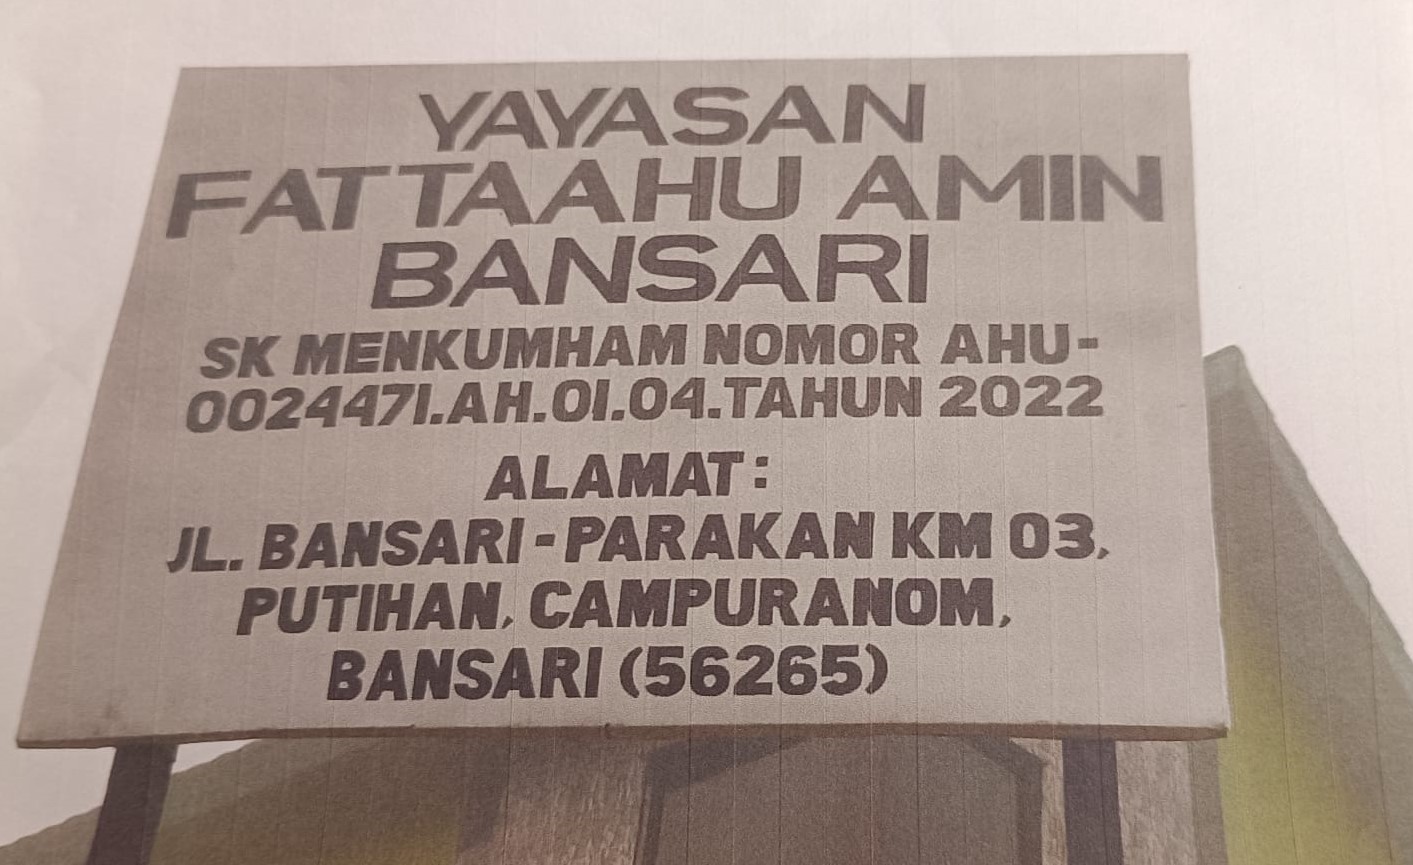 YAYASAN
FATTAAHU AMIN
BANSARI
SK MENKUMHAM NOMOR AHU-
0024471.AH.01.04.TAHUN 2022
ALAMAT:
JL. BANSARI - PARAKAN KM 03,
PUTIHAN, CAMPURANOM,
BANSARI (56265)